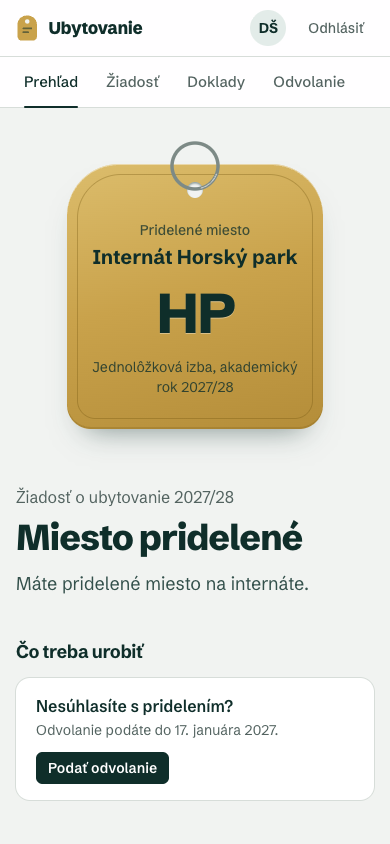 Ubytovanie
DŠ
Odhlásiť
Prehľad
Žiadosť
Doklady
Odvolanie
Pridelené miesto
Internát Horský park
HP
Jednolôžková izba, akademický
rok 2027/28
Žiadosť o ubytovanie 2027/28
Miesto pridelené
Máte pridelené miesto na internáte.
Čo treba urobiť
Nesúhlasíte s pridelením?
Odvolanie podáte do 17. januára 2027.
Podať odvolanie